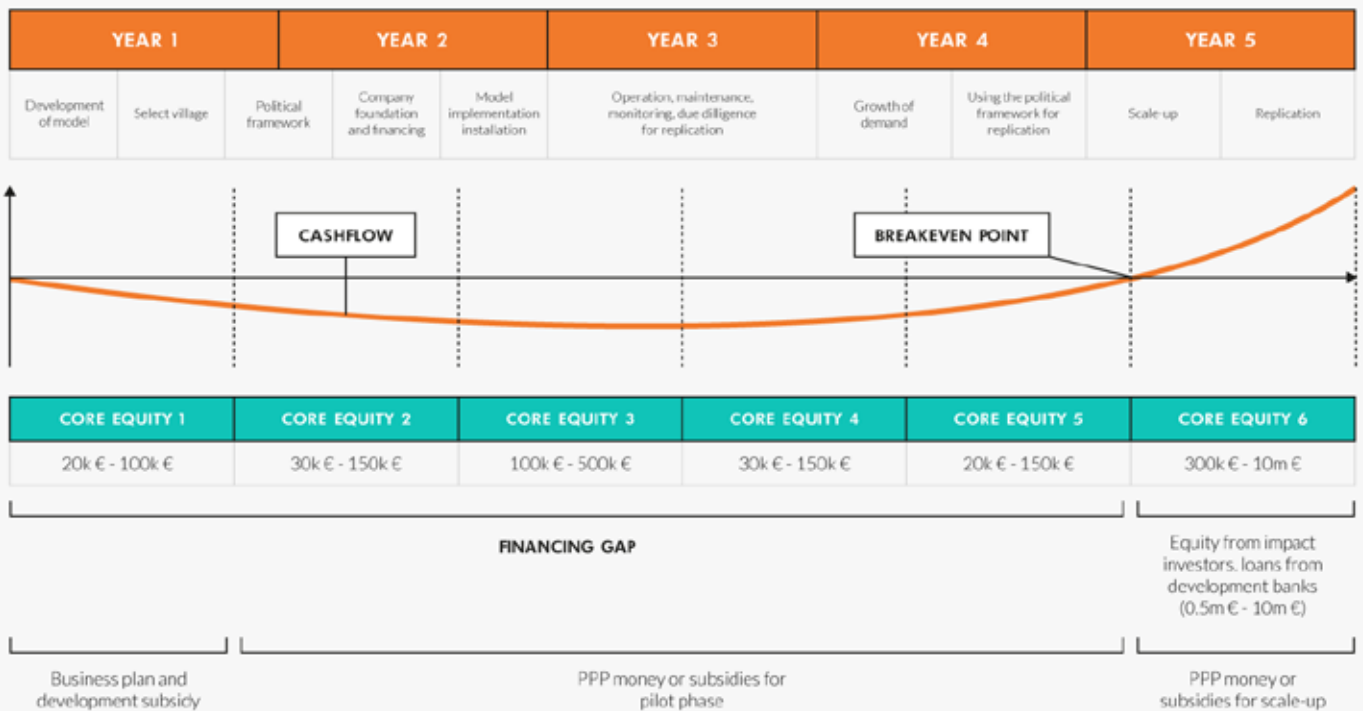 YEAR 1
YEAR 2
YEAR 3
YEAR 4
YEAR 5
Development
of model
Select village
Political
framework
Company
foundation
and financing
Model
implementation
installation
Operation, maintenance,
monitoring, due dilligence
for replication
Growth of
demand
Using the political
framework for
replication
Scale-up
Replication
CASHFLOW
BREAKEVEN POINT
CORE EQUITY 1
CORE EQUITY 2
CORE EQUITY 3
CORE EQUITY 4
CORE EQUITY 5
CORE EQUITY 6
20k € - 100k €
30k € - 150k €
100k € - 500k €
30k € - 150k €
20k € - 150k €
300k € - 10m €
FINANCING GAP
Equity from impact
investors, loans from
development banks
(0.5m € - 10m €)
Business plan and
development subsidy
PPP money or subsidies for
pilot phase
PPP money or
subsidies for scale-up